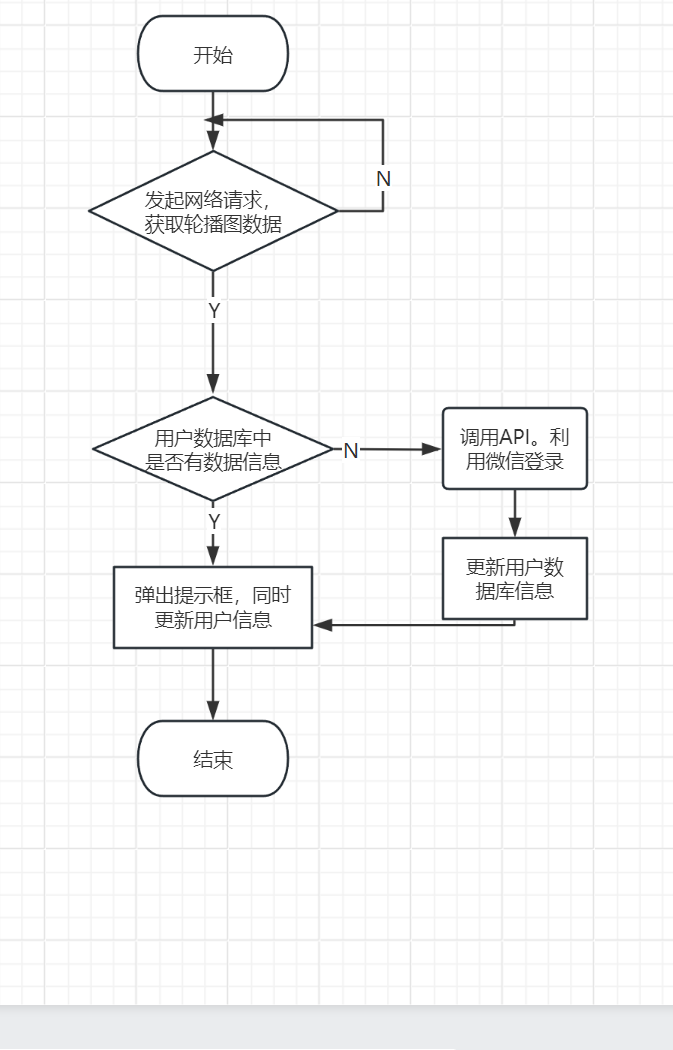 开始
N
发起网络请求，
获取轮播图数据
Y
用户数据库中
是否有数据信息
N
调用API。利
用微信登录
Y
更新用户数
据库信息
弹出提示框，同时
更新用户信息
结束